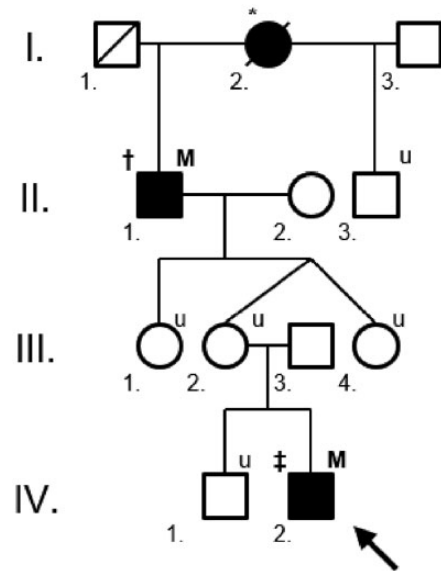 *
I.
1. 2. 3.
† M u
II.
1. 2. 3.
u u u
III.
1. 2. 3. 4.
u ‡ M
IV.
1. 2.